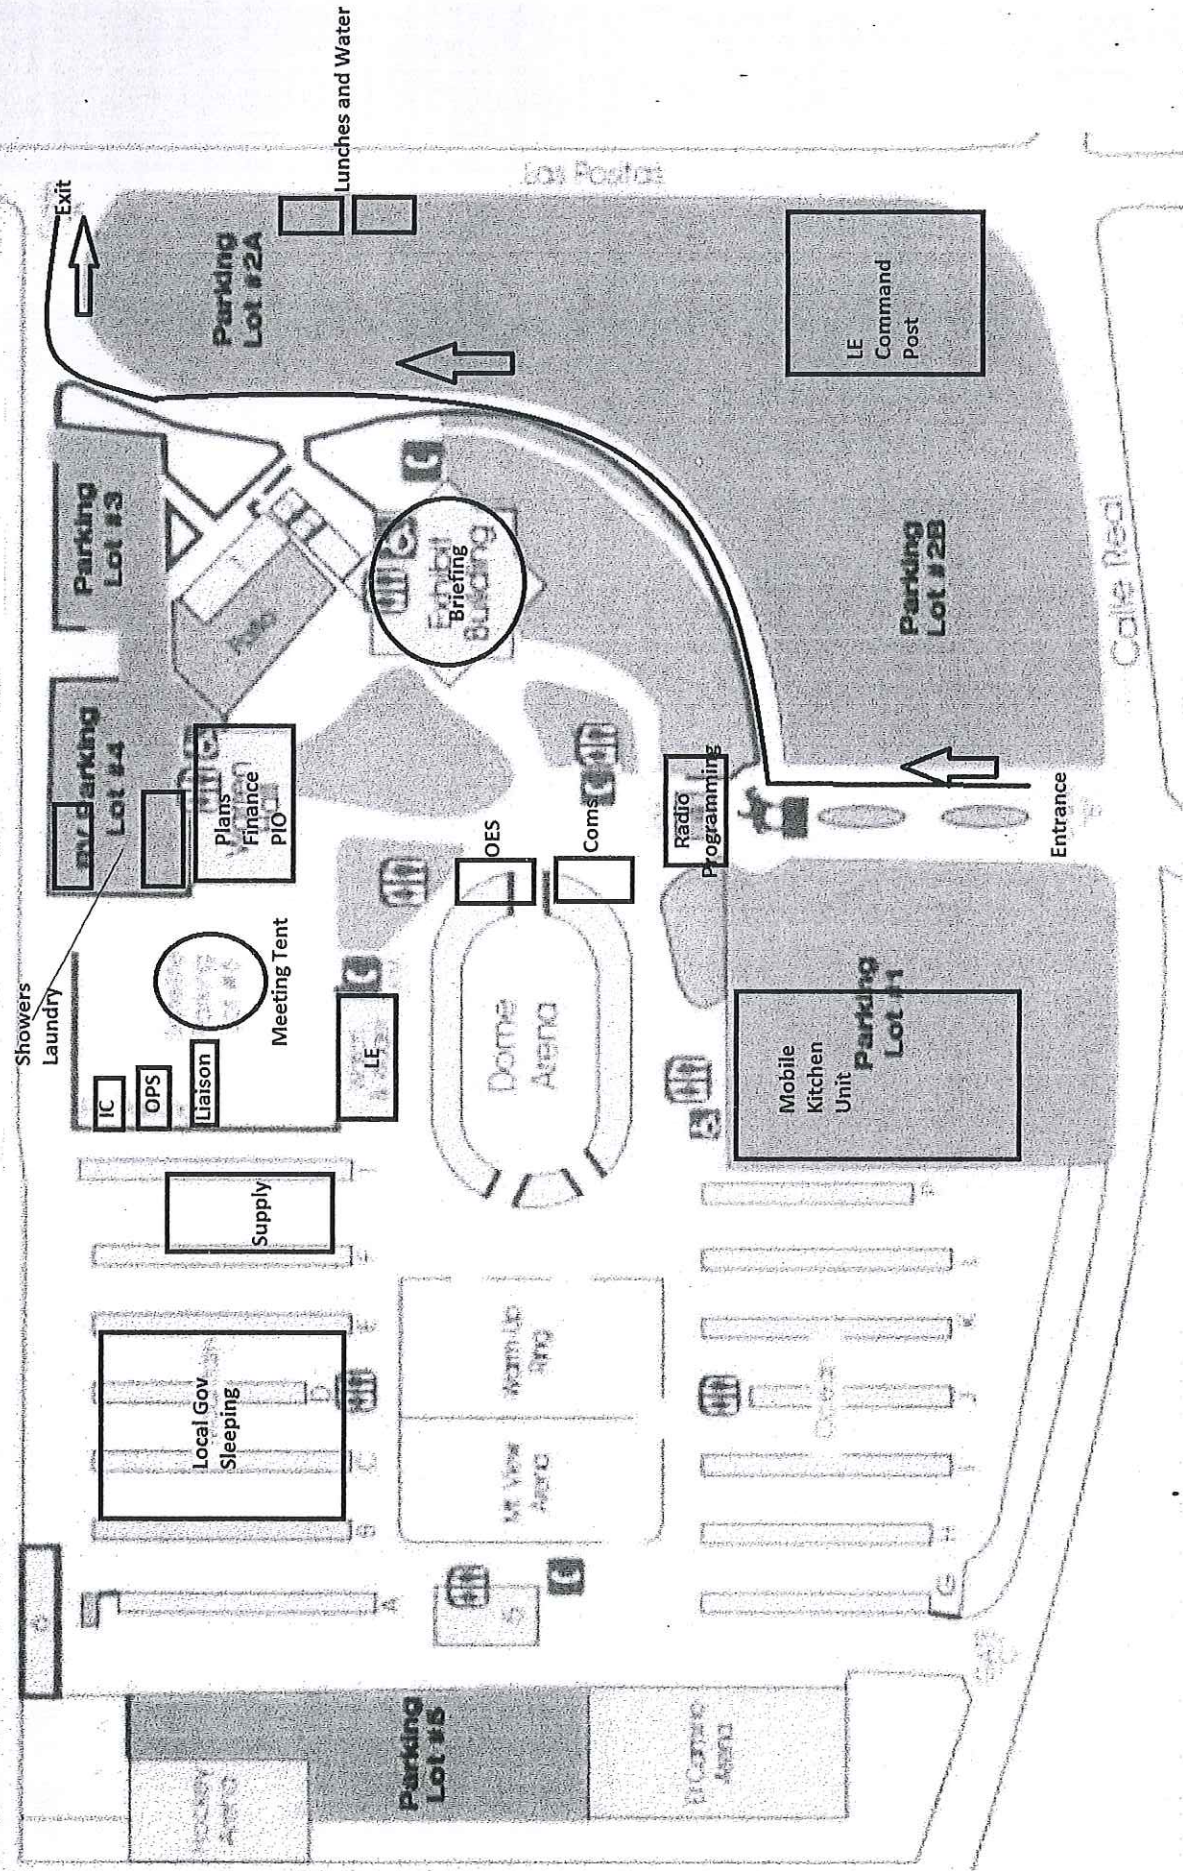 Showers
Laundry
IC
OPS
Liaison
Meeting Tent
Supply
Local Gov
Sleeping
RV Parking
Lot #4
Parking
Lot #3
Plans
Finance
PIO
Patio
Exit
Parking
Lot #2A
Lunches and Water
Las Positas
Exhibit
Building
Briefing
LE
OES
Coms
Dome
Arena
Warm-Up
Ring
Mt. View
Arena
Radio
Programming
Mobile
Kitchen
Unit
Parking
Lot #1
Entrance
Parking
Lot #2B
LE
Command
Post
Calle Real
Parking
Lot #5
Arena
A
B
C
D
E
F
G
H